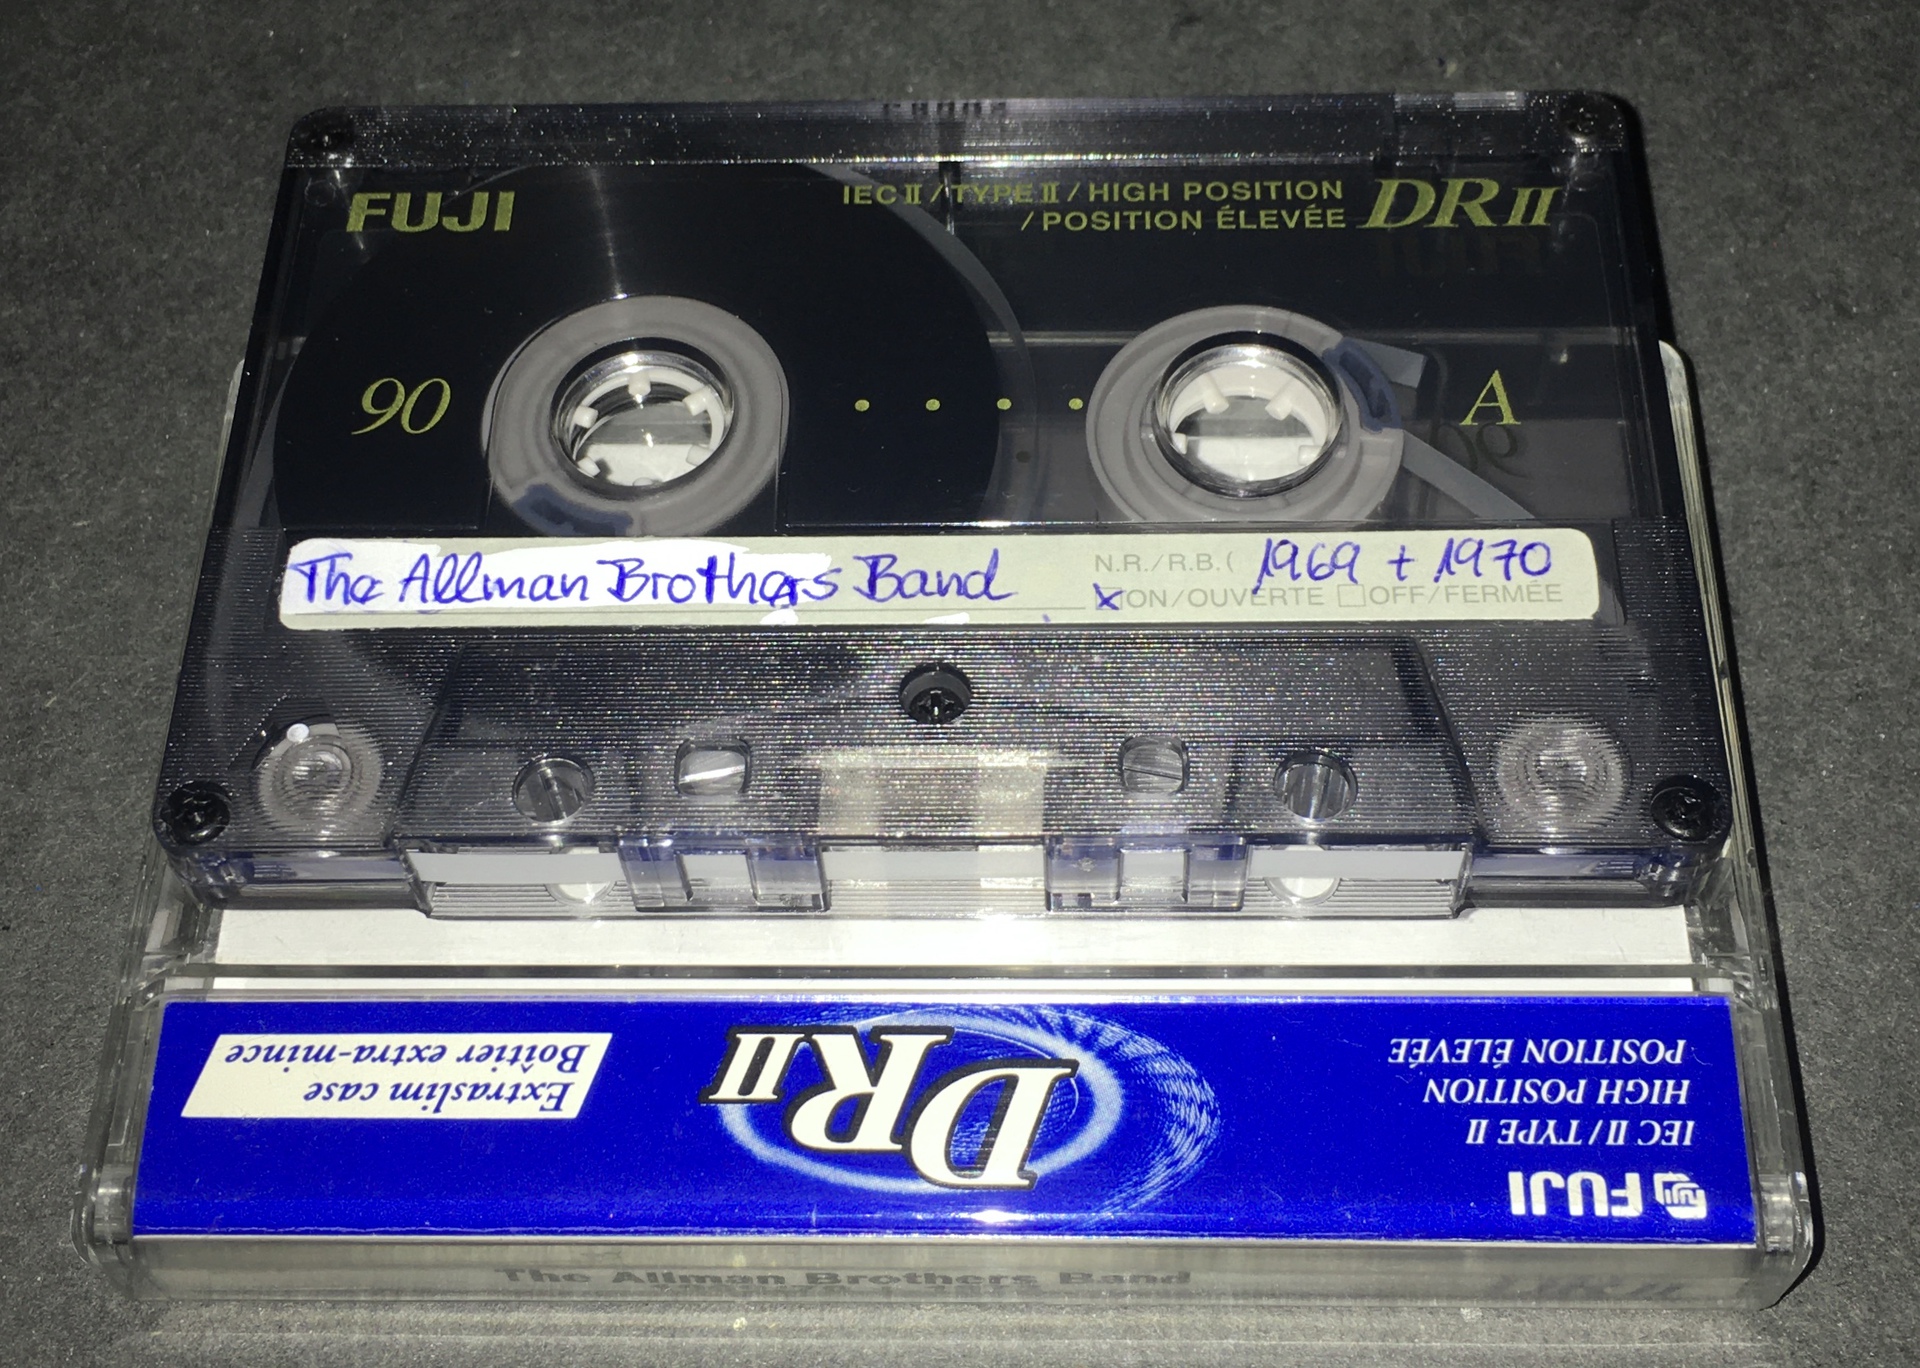 FUJI
IEC II / TYPE II / HIGH POSITION
/ POSITION ÉLEVÉE
DR II
90
A
The Allman Brothers Band
N.R./R.B.(
1969 + 1970
ON/OUVERTE OFF/FERMÉE
FUJI
IEC II / TYPE II
HIGH POSITION
POSITION ÉLEVÉE
DR II
Extraslim case
Boîtier extra-mince
The Allman Brothers Band
DR II